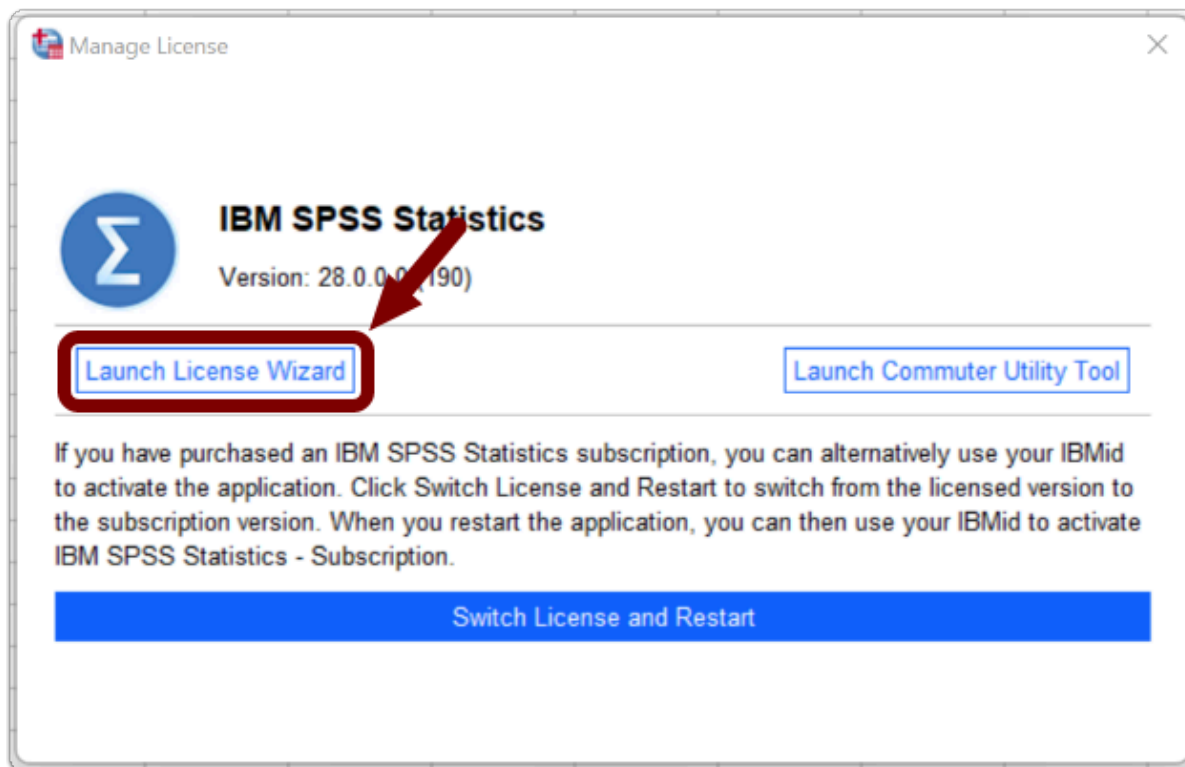 Manage License
IBM SPSS Statistics
Version: 28.0.0.0 (190)
Launch License Wizard
Launch Commuter Utility Tool
If you have purchased an IBM SPSS Statistics subscription, you can alternatively use your IBMid
to activate the application. Click Switch License and Restart to switch from the licensed version to
the subscription version. When you restart the application, you can then use your IBMid to activate
IBM SPSS Statistics - Subscription.
Switch License and Restart